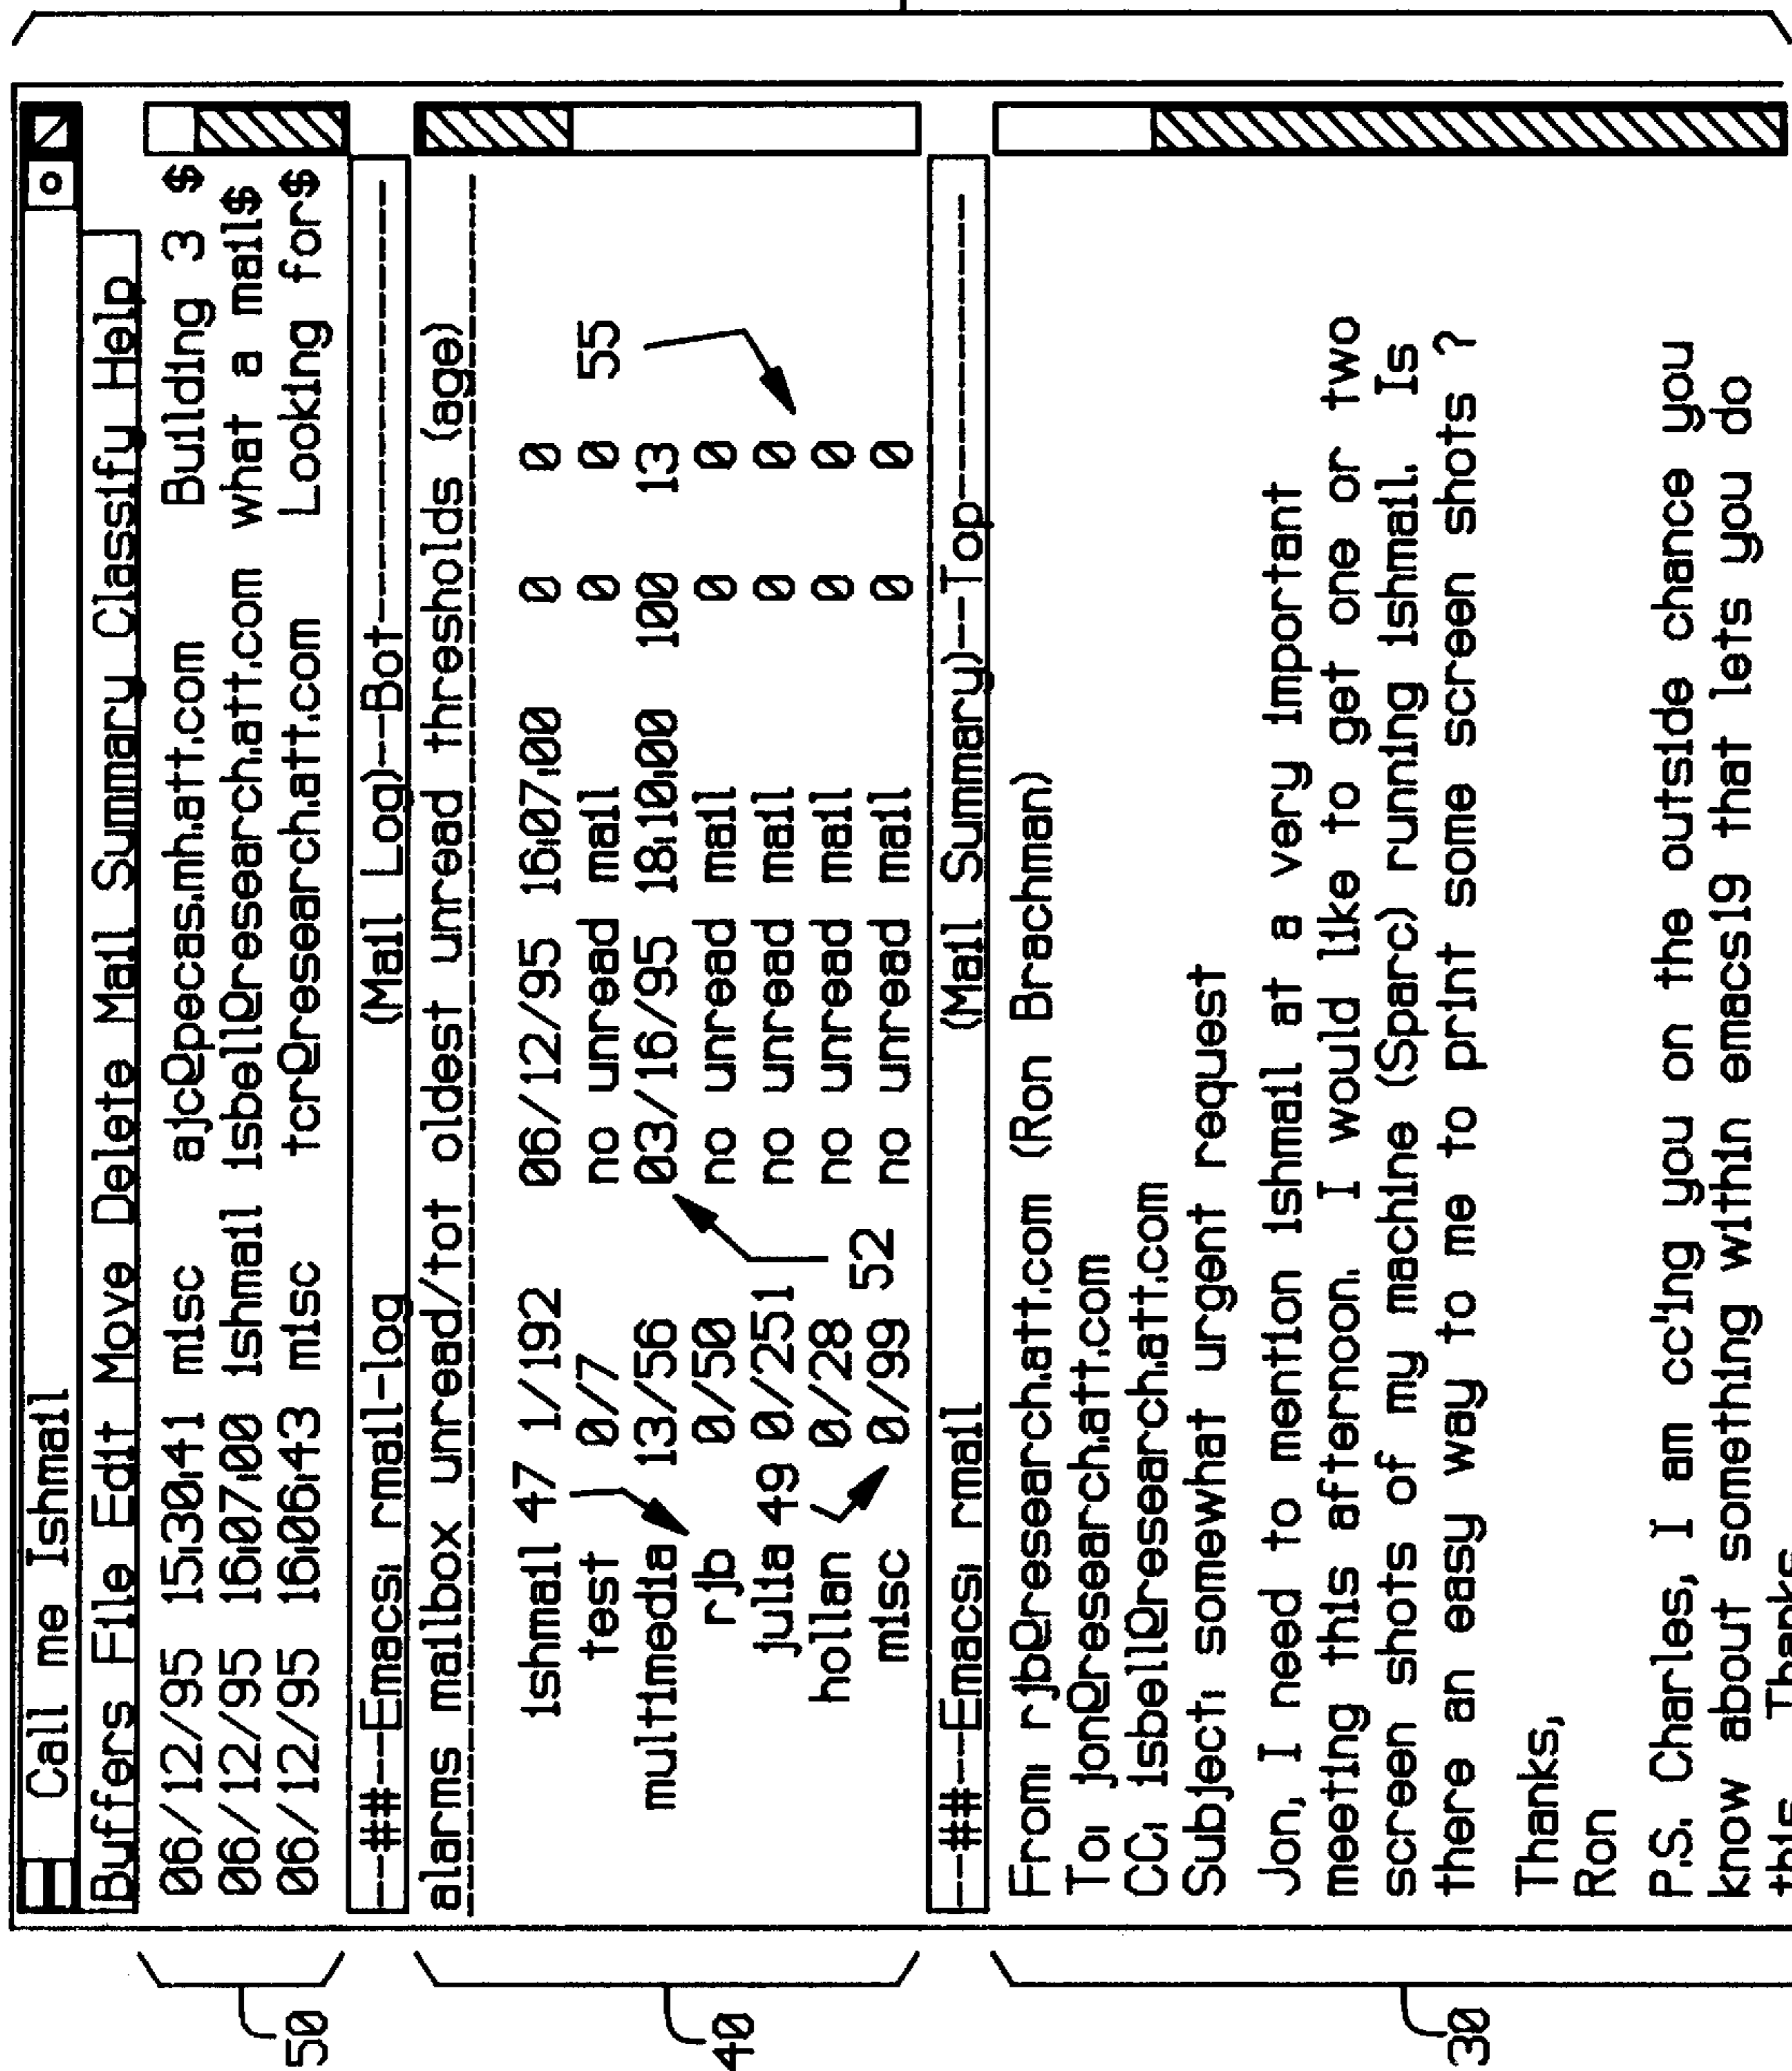 Call me Ishmail
Buffers File Edit Move Delete Mail Summary Classify Help
06/12/95 15:30:41 misc ajc@pecas.mh.att.com Building 3 $
06/12/95 16:07:00 ishmail isbell@research.att.com what a mail$
06/12/95 16:06:43 misc tcr@research.att.com Looking for$
--##--Emacs: rmail-log (Mail Log)--Bot----------
alarms mailbox unread/tot oldest unread thresholds (age)
ishmail 47 1/192 06/12/95 16:07:00 0 0
test 0/7 no unread mail 0 0 55
multimedia 13/56 03/16/95 18:10:00 100 13
rjb 0/50 no unread mail 0 0
julia 49 0/251 no unread mail 0 0
hollan 0/28 no unread mail 0 0
misc 0/99 52 no unread mail 0 0
--##--Emacs: rmail (Mail Summary)--Top----------
From: rjb@research.att.com (Ron Brachman)
To: jon@research.att.com
CC: isbell@research.att.com
Subject: somewhat urgent request
Jon, I need to mention ishmail at a very important
meeting this afternoon. I would like to get one or two
screen shots of my machine (Sparc) running ishmail. Is
there an easy way to me to print some screen shots ?
Thanks,
Ron
P.S. Charles, I am cc'ing you on the outside chance you
know about something within emacs19 that lets you do
this. Thanks
50
40
30